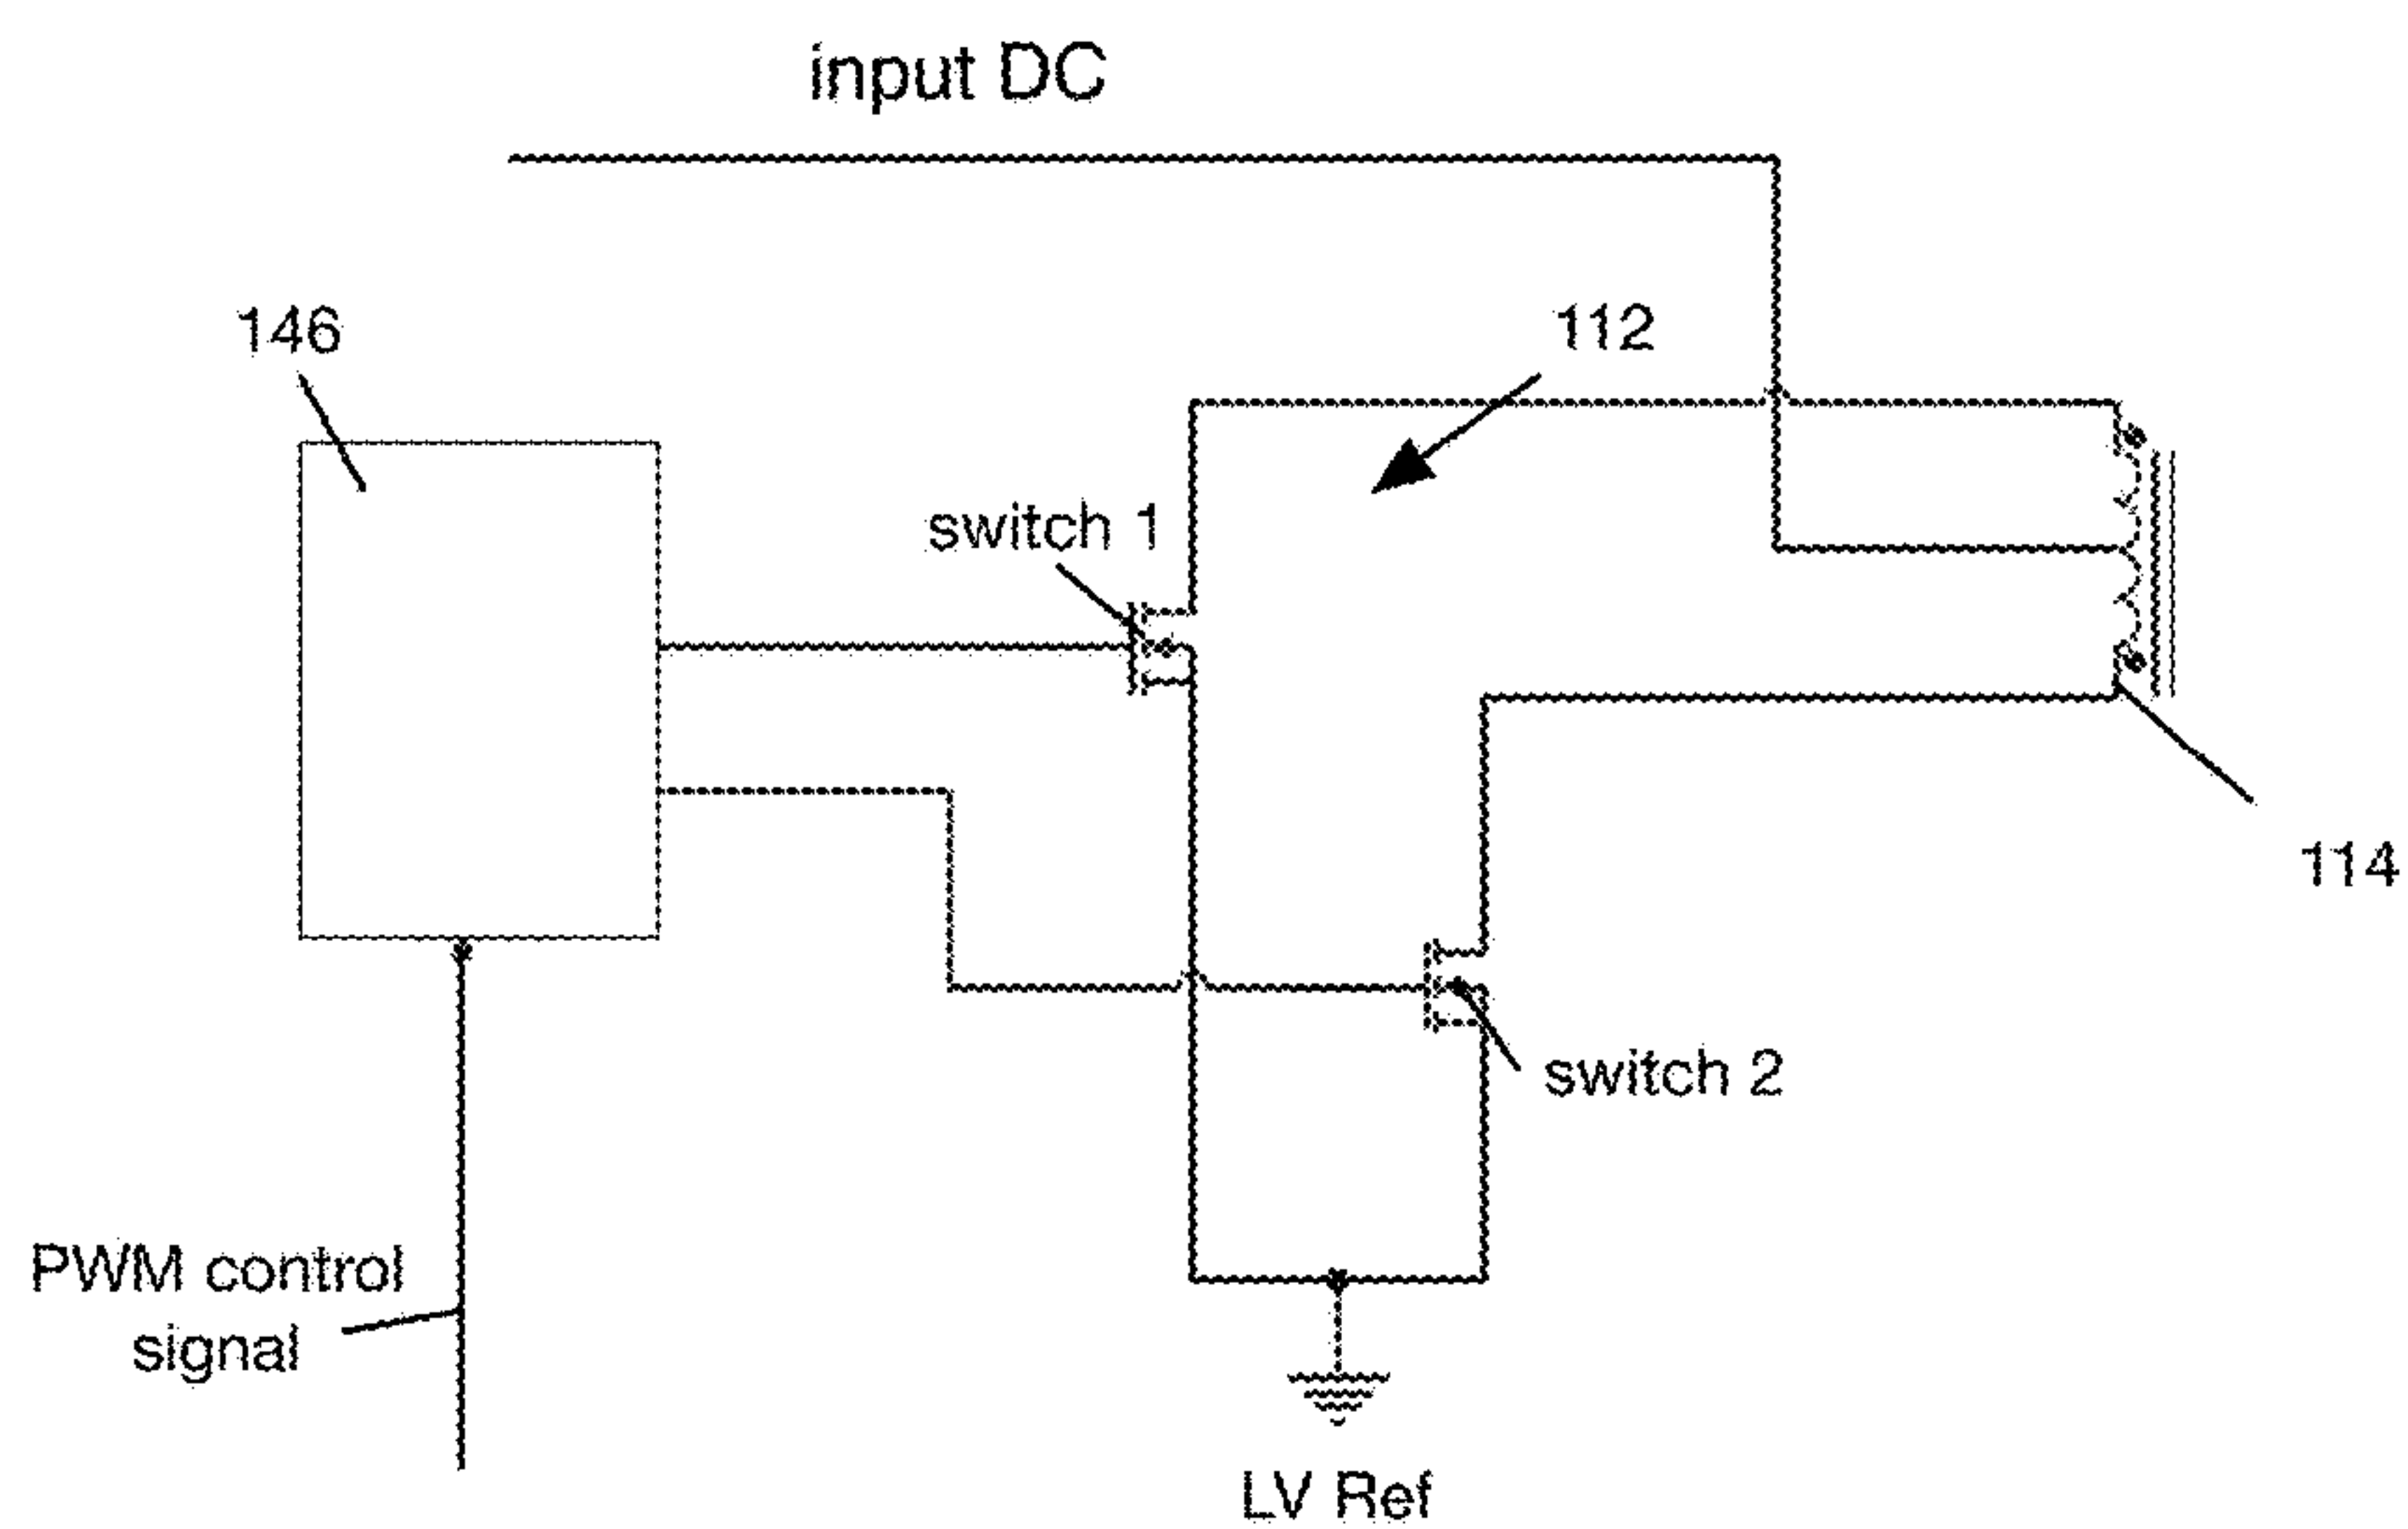 input DC
146
112
switch 1
114
switch 2
PWM control
signal
LV Ref